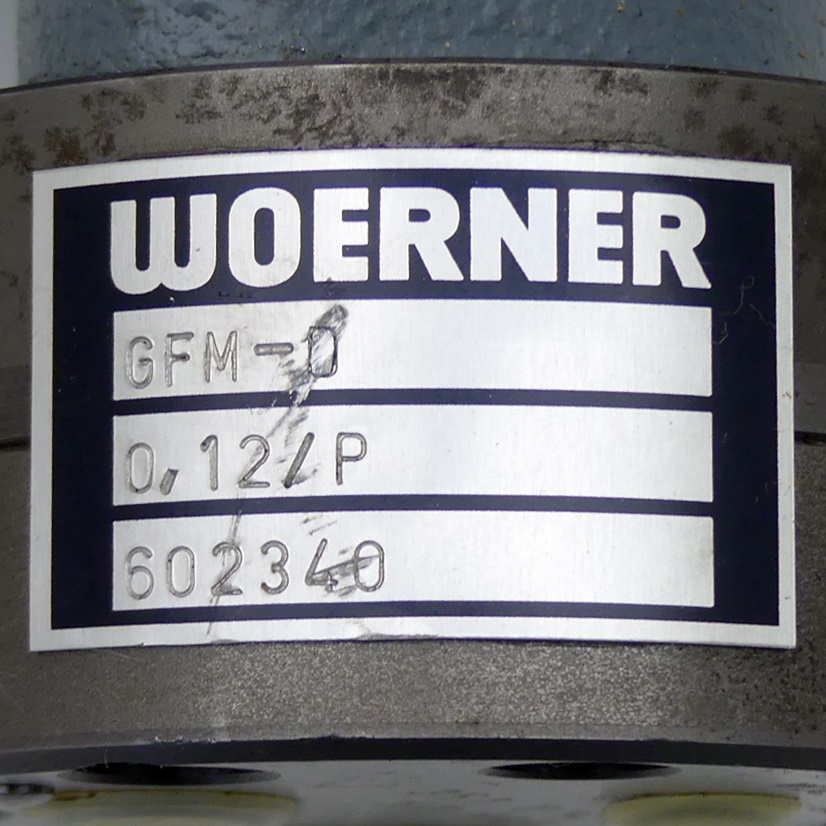 WOERNER
GFM-D
0,12/P
602340